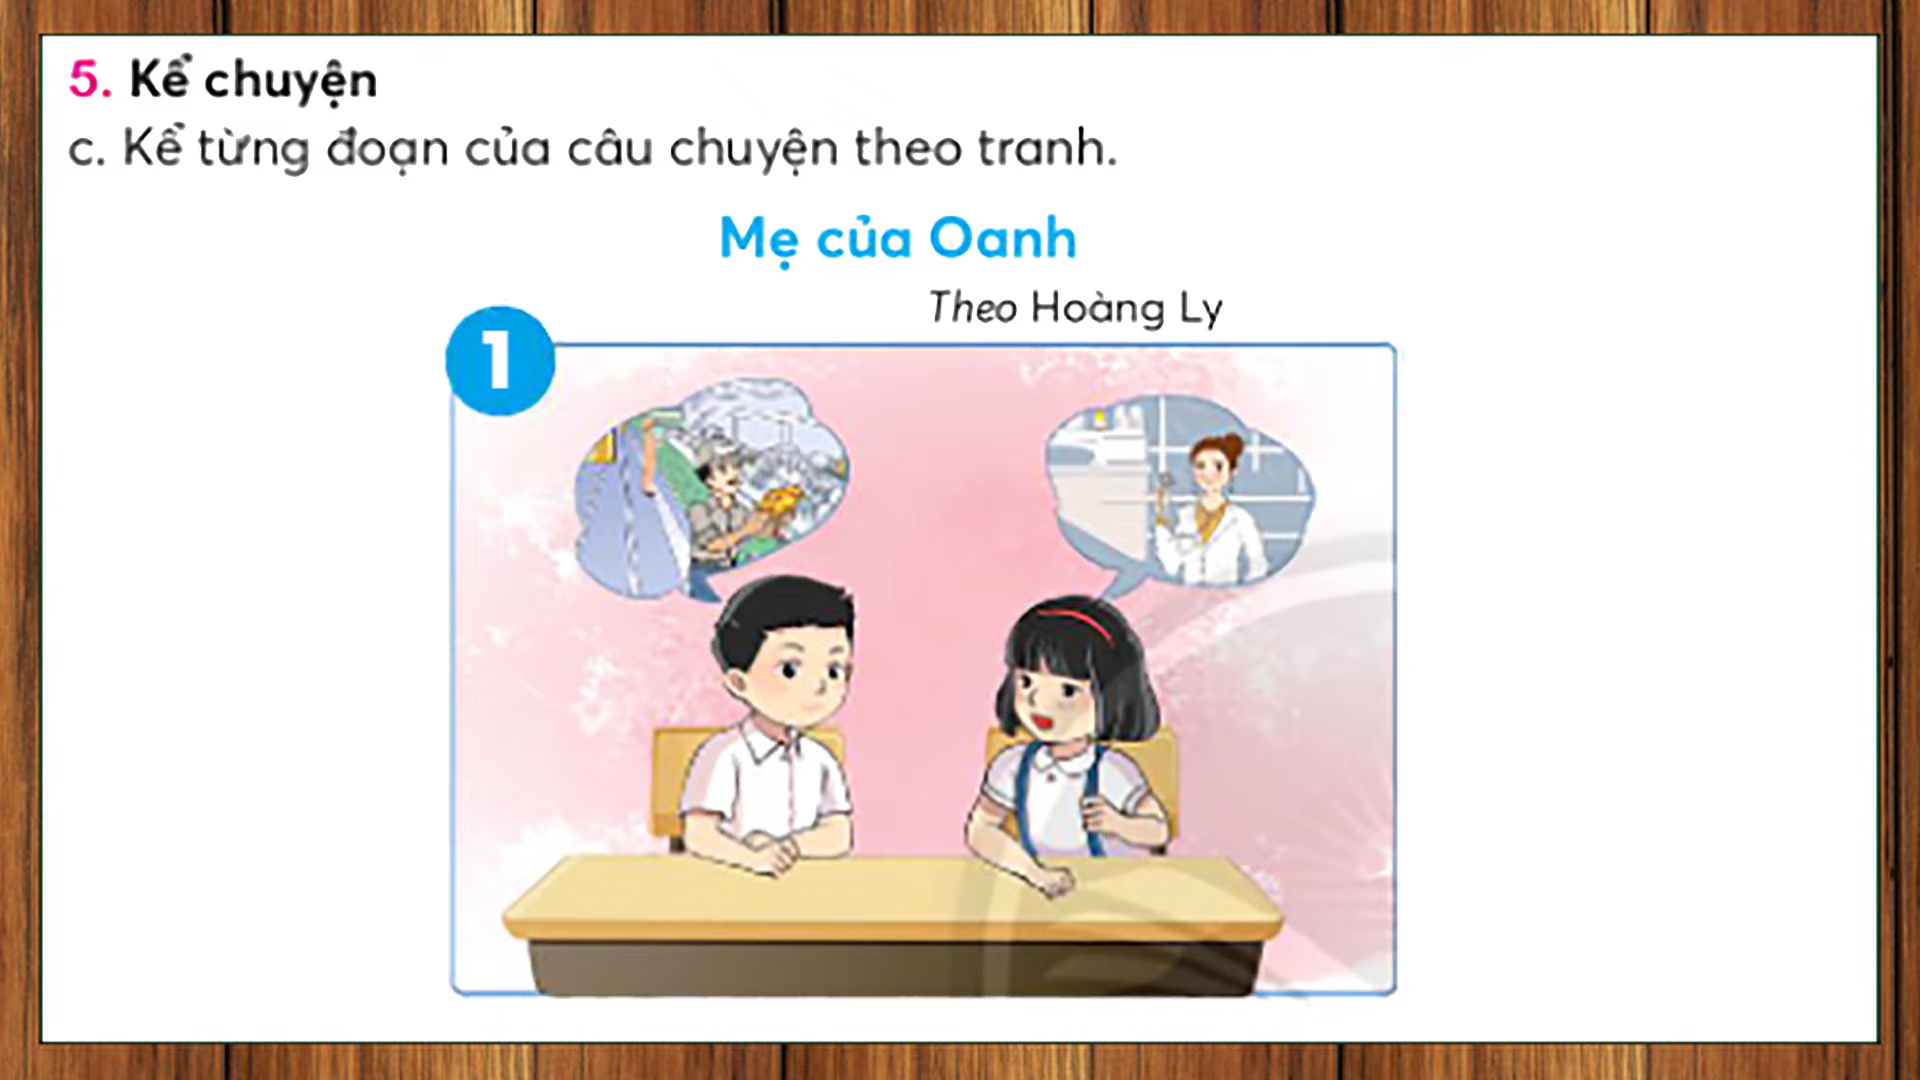 5. Kể chuyện
c. Kể từng đoạn của câu chuyện theo tranh.
Mẹ của Oanh
Theo Hoàng Ly
1